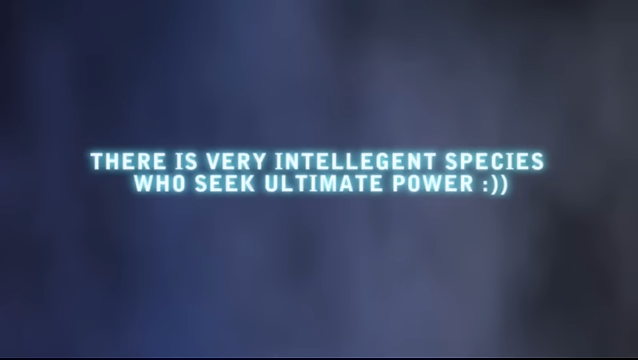 THERE IS VERY INTELLEGENT SPECIES
WHO SEEK ULTIMATE POWER :))